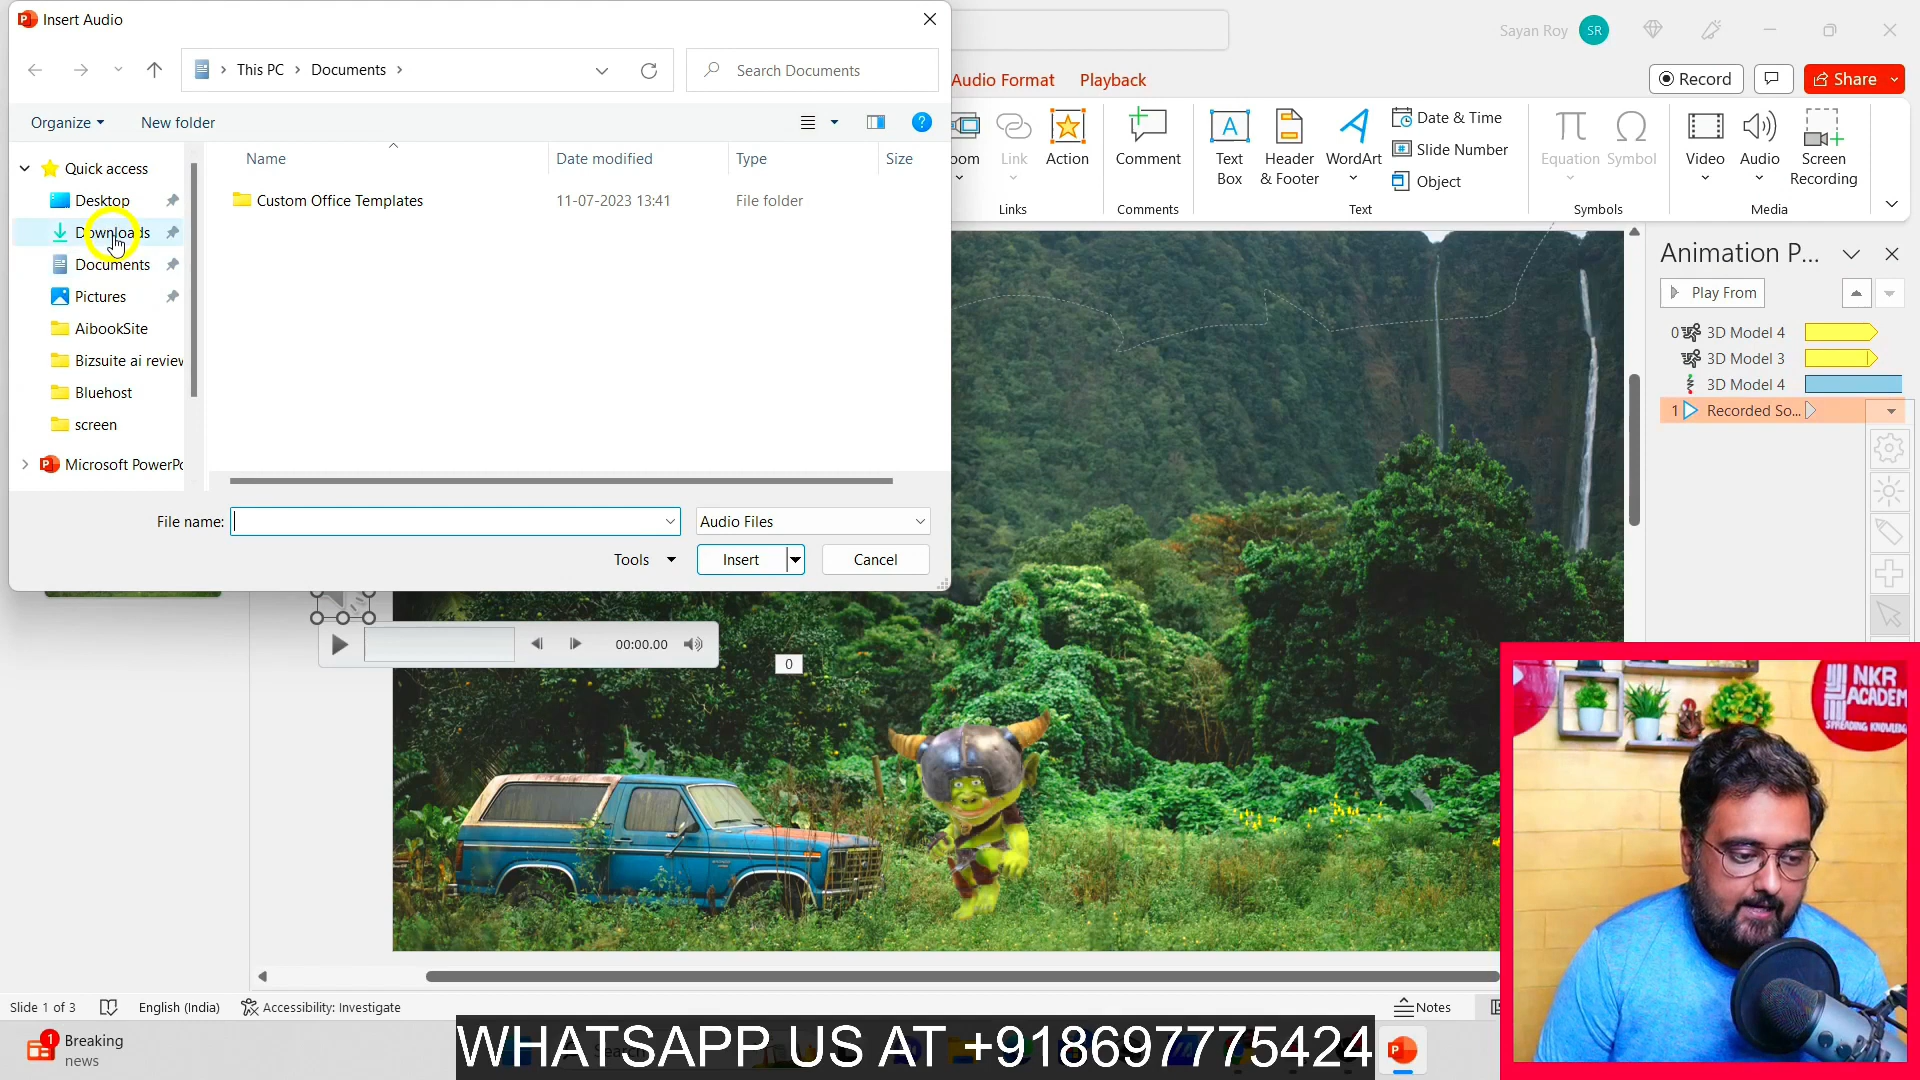 Insert Audio
This PC > Documents >
Search Documents
Organize
New folder
Name
Date modified
Type
Size
Quick access
Desktop
Downloads
Documents
Pictures
AibookSite
Bizsuite ai review
Bluehost
screen
Microsoft PowerPo
Custom Office Templates
11-07-2023 13:41
File folder
File name:
Audio Files
Tools
Insert
Cancel
Sayan Roy
SR
Audio Format
Playback
Record
Share
oom
Link
Action
Comment
Text Box
Header & Footer
WordArt
Date & Time
Slide Number
Object
Equation
Symbol
Video
Audio
Screen Recording
Links
Comments
Text
Symbols
Media
Animation P...
Play From
0 3D Model 4
3D Model 3
3D Model 4
1 Recorded So...
00:00.00
0
NKR
ACADEM
SPREADING KNOWLEDG
Slide 1 of 3
English (India)
Accessibility: Investigate
Notes
1
Breaking
news
WHATSAPP US AT +918697775424